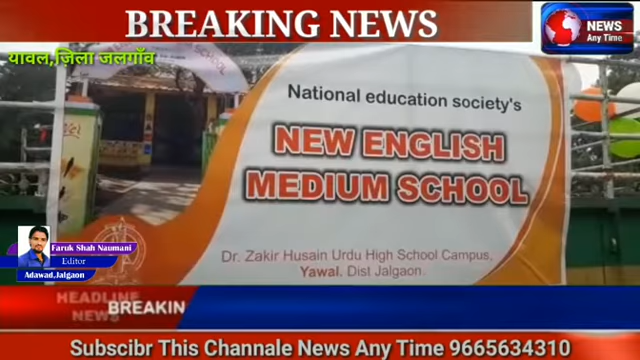 BREAKING NEWS
NEWS
Any Time
यावल,ज़िला जलगाँव
National education society's
NEW ENGLISH
MEDIUM SCHOOL
Dr. Zakir Husain Urdu High School Campus,
Yawal. Dist Jalgaon.
Faruk Shah Naumani
Editor
Adawad,Jalgaon
HEADLINE
NEWS
BREAKIN
Subscibr This Channale News Any Time 9665634310